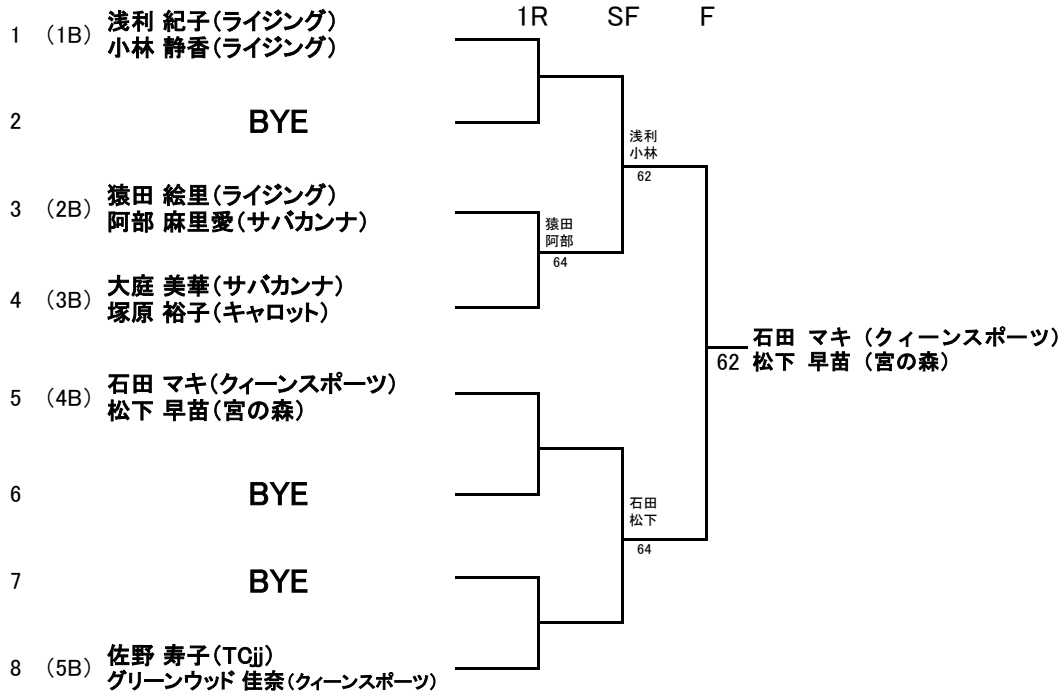 1R SF F
1 （1B） 浅利 紀子（ライジング）
小林 静香（ライジング）
2 BYE
浅利
小林
62
3 （2B） 猿田 絵里（ライジング）
阿部 麻里愛（サバカンナ）
猿田
阿部
64
4 （3B） 大庭 美華（サバカンナ）
塚原 裕子（キャロット）
62 石田 マキ （クィーンスポーツ）
松下 早苗 （宮の森）
5 （4B） 石田 マキ（クィーンスポーツ）
松下 早苗（宮の森）
6 BYE
石田
松下
64
7 BYE
8 （5B） 佐野 寿子（TCjj）
グリーンウッド 佳奈（クィーンスポーツ）